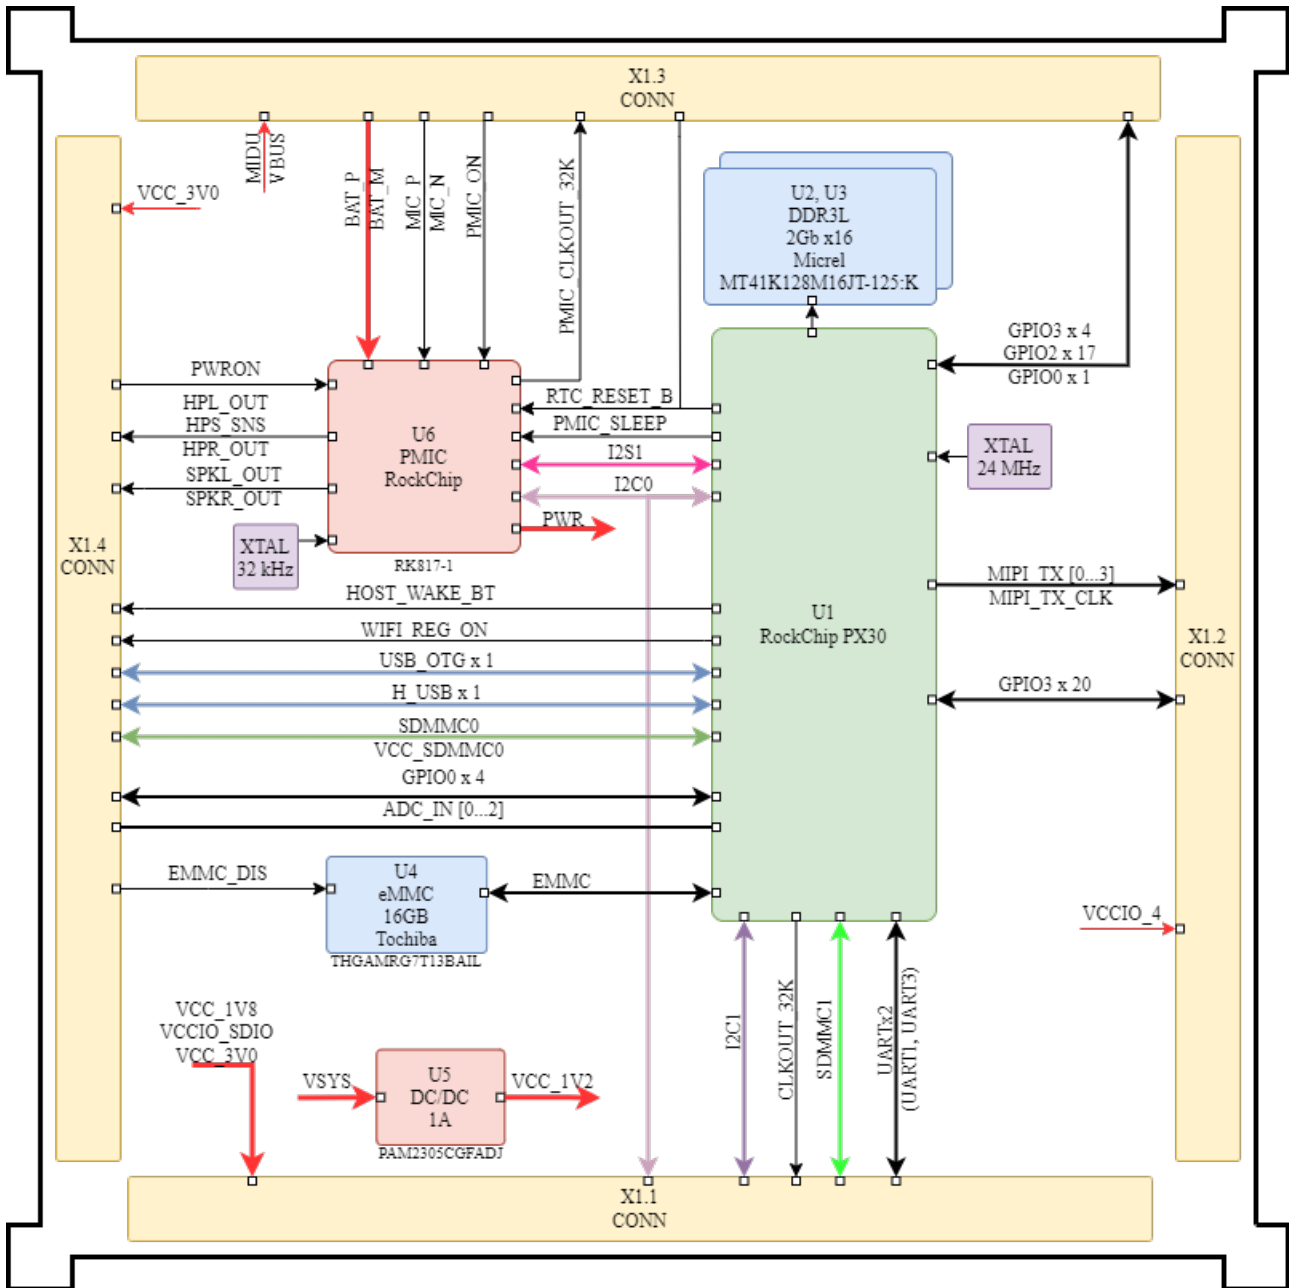 X1.3
CONN
MIDU
VBUS
BAT_P
BAT_M
MIC_P
MIC_N
PMIC_ON
PMIC_CLKOUT_32K
VCC_3V0
U2, U3
DDR3L
2Gb x16
Micrel
MT41K128M16JT-125:K
GPIO3 x 4
GPIO2 x 17
GPIO0 x 1
PWRON
HPL_OUT
HPS_SNS
HPR_OUT
SPKL_OUT
SPKR_OUT
U6
PMIC
RockChip
RK817-1
RTC_RESET_B
PMIC_SLEEP
I2S1
I2C0
PWR
XTAL
24 MHz
XTAL
32 kHz
X1.4
CONN
HOST_WAKE_BT
WIFI_REG_ON
USB_OTG x 1
H_USB x 1
SDMMC0
VCC_SDMMC0
GPIO0 x 4
ADC_IN [0...2]
U1
RockChip PX30
MIPI_TX [0...3]
MIPI_TX_CLK
X1.2
CONN
GPIO3 x 20
EMMC_DIS
U4
eMMC
16GB
Tochiba
THGAMRG7T13BAIL
EMMC
VCCIO_4
VCC_1V8
VCCIO_SDIO
VCC_3V0
VSYS
U5
DC/DC
1A
PAM2305CGFADJ
VCC_1V2
I2C1
CLKOUT_32K
SDMMC1
UARTx2
(UART1, UART3)
X1.1
CONN